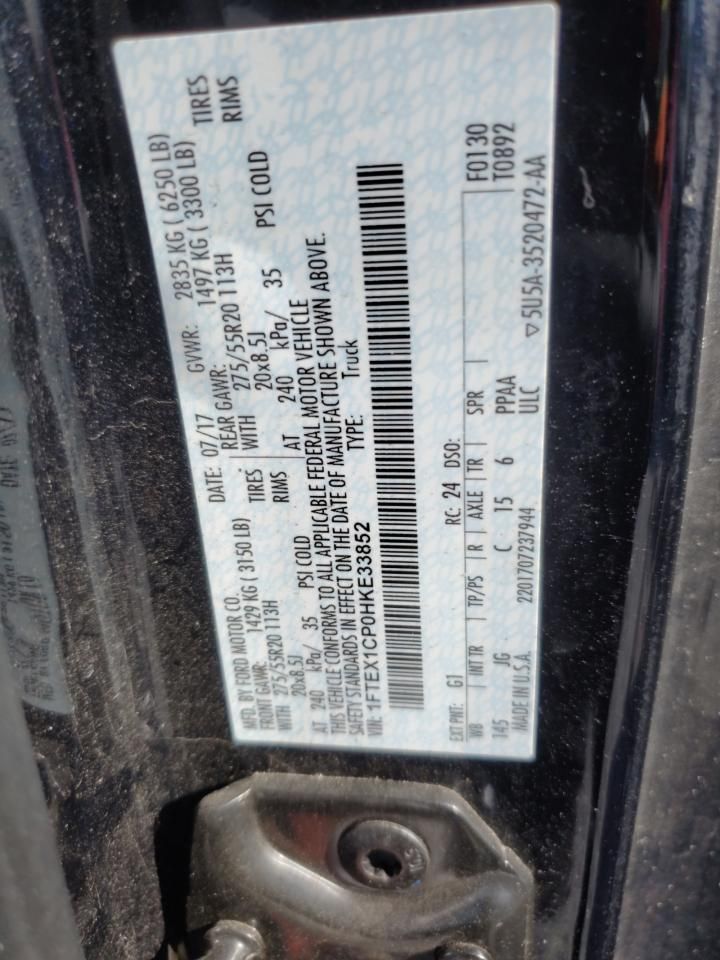 MFD. BY FORD MOTOR CO.
DATE: 07/17 GVWR: 2835 KG ( 6250 LB)
FRONT GAWR: 1429 KG ( 3150 LB) REAR GAWR: 1497 KG ( 3300 LB)
WITH 275/55R20 113H TIRES WITH 275/55R20 113H TIRES
20x8.5J RIMS 20x8.5J RIMS
AT 240 kPa/ 35 PSI COLD AT 240 kPa/ 35 PSI COLD
THIS VEHICLE CONFORMS TO ALL APPLICABLE FEDERAL MOTOR VEHICLE
SAFETY STANDARDS IN EFFECT ON THE DATE OF MANUFACTURE SHOWN ABOVE.
VIN: 1FTEX1CP0HKE33852 TYPE: Truck
EXT PNT: G1 RC: 24 DSO: F0130
T0892
WB INT TR TP/PS R AXLE TR SPR
145 JG C 15 6 PPAA
MADE IN U.S.A. 2201707237944 ULC ▽5U5A-3520472-AA